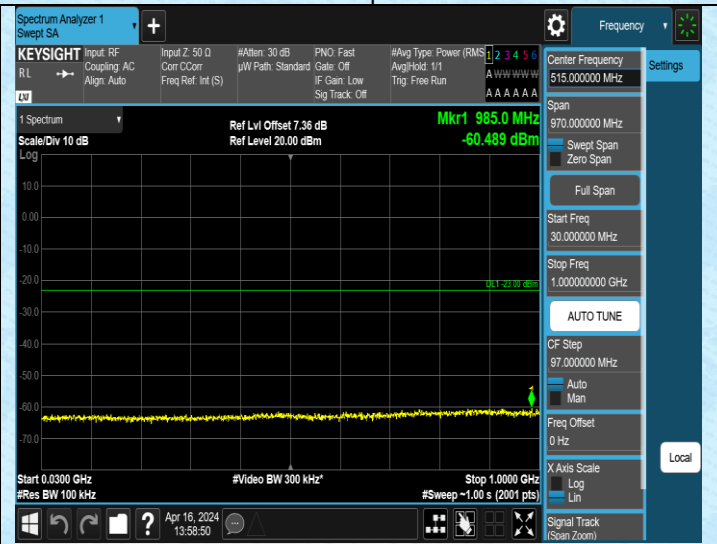 Spectrum Analyzer 1
Swept SA
Frequency
KEYSIGHT
RL
LXI
Input: RF
Coupling: AC
Align: Auto
Input Z: 50 Ω
Corr CCorr
Freq Ref: Int (S)
#Atten: 30 dB
µW Path: Standard
PNO: Fast
Gate: Off
IF Gain: Low
Sig Track: Off
#Avg Type: Power (RMS
Avg|Hold: 1/1
Trig: Free Run
1 2 3 4 5 6
A W W W W W
A A A A A A
Center Frequency
515.000000 MHz
Settings
Span
970.000000 MHz
Swept Span
Zero Span
Full Span
Start Freq
30.000000 MHz
Stop Freq
1.000000000 GHz
AUTO TUNE
CF Step
97.000000 MHz
Auto
Man
Freq Offset
0 Hz
X Axis Scale
Log
Lin
Signal Track
(Span Zoom)
Local
1 Spectrum
Scale/Div 10 dB
Log
Ref Lvl Offset 7.36 dB
Ref Level 20.00 dBm
Mkr1 985.0 MHz
-60.489 dBm
10.0
0.00
-10.0
-20.0
DL1 -23.00 dBm
-30.0
-40.0
-50.0
1
-60.0
-70.0
Start 0.0300 GHz
#Res BW 100 kHz
#Video BW 300 kHz*
Stop 1.0000 GHz
#Sweep ~1.00 s (2001 pts)
?
Apr 16, 2024
13:58:50